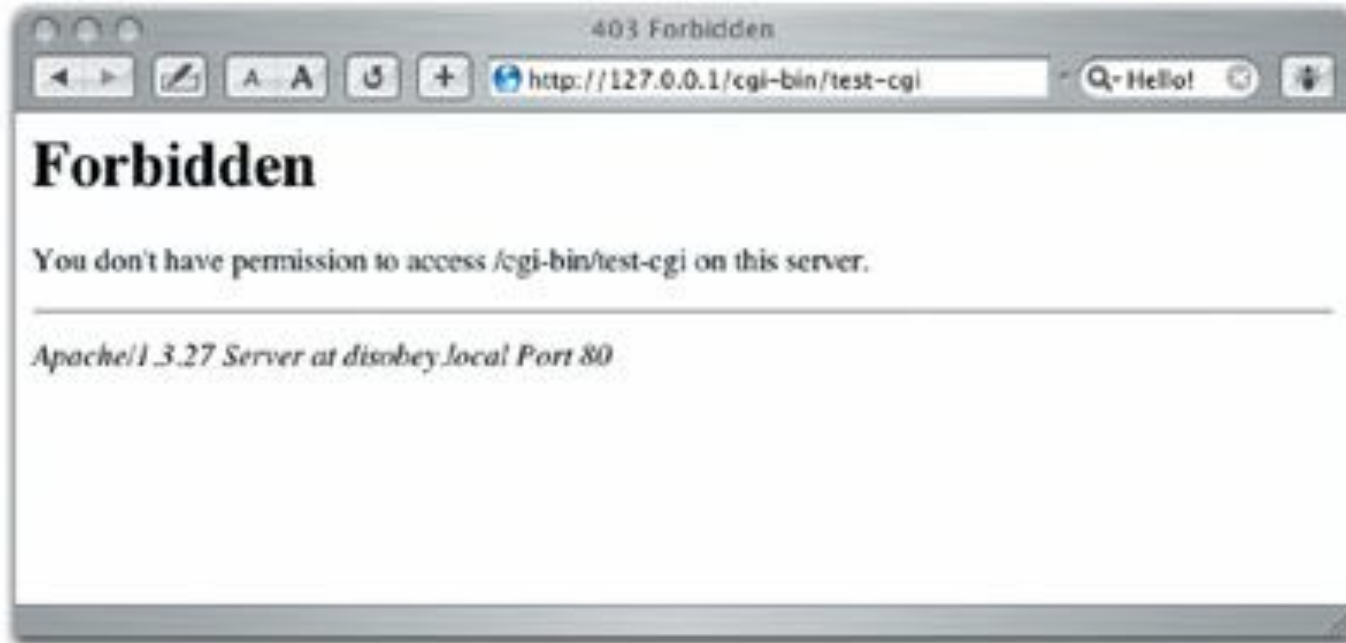 403 Forbidden
A A + http://127.0.0.1/cgi-bin/test-cgi Hello!
Forbidden
You don't have permission to access /cgi-bin/test-cgi on this server.
Apache/1.3.27 Server at disobey.local Port 80